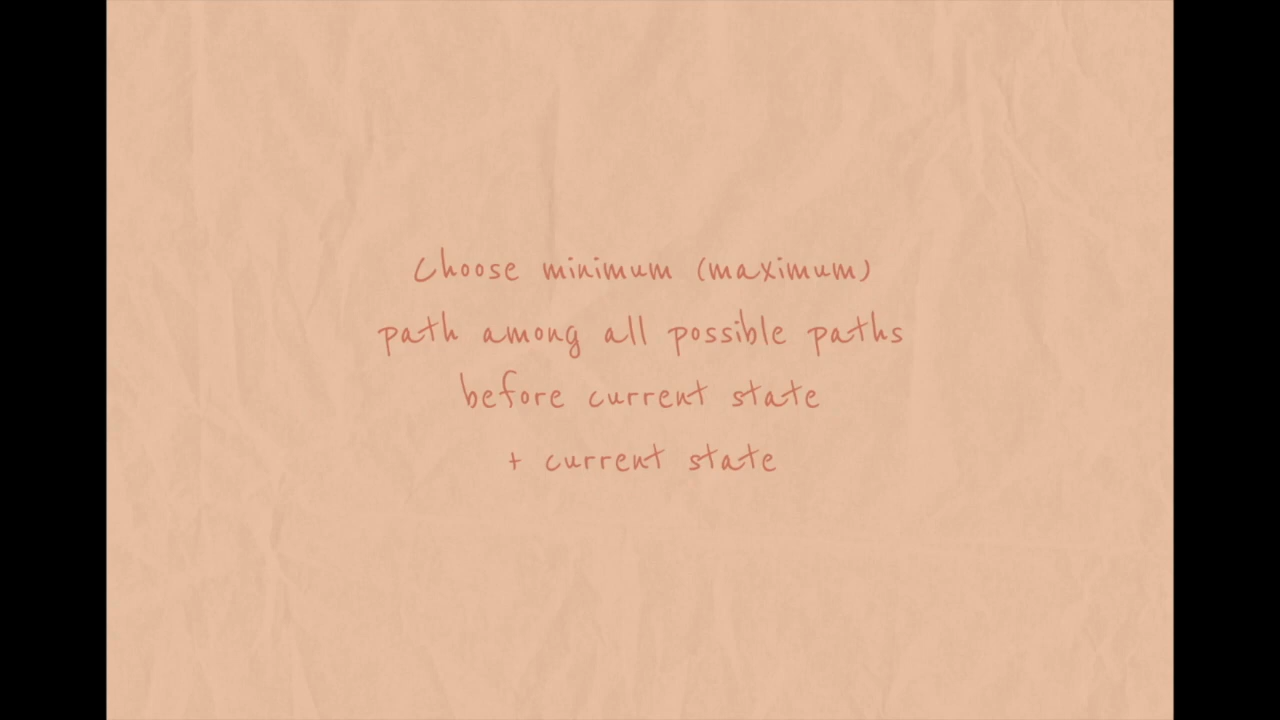 Choose minimum (maximum)
path among all possible paths
before current state
+ current state